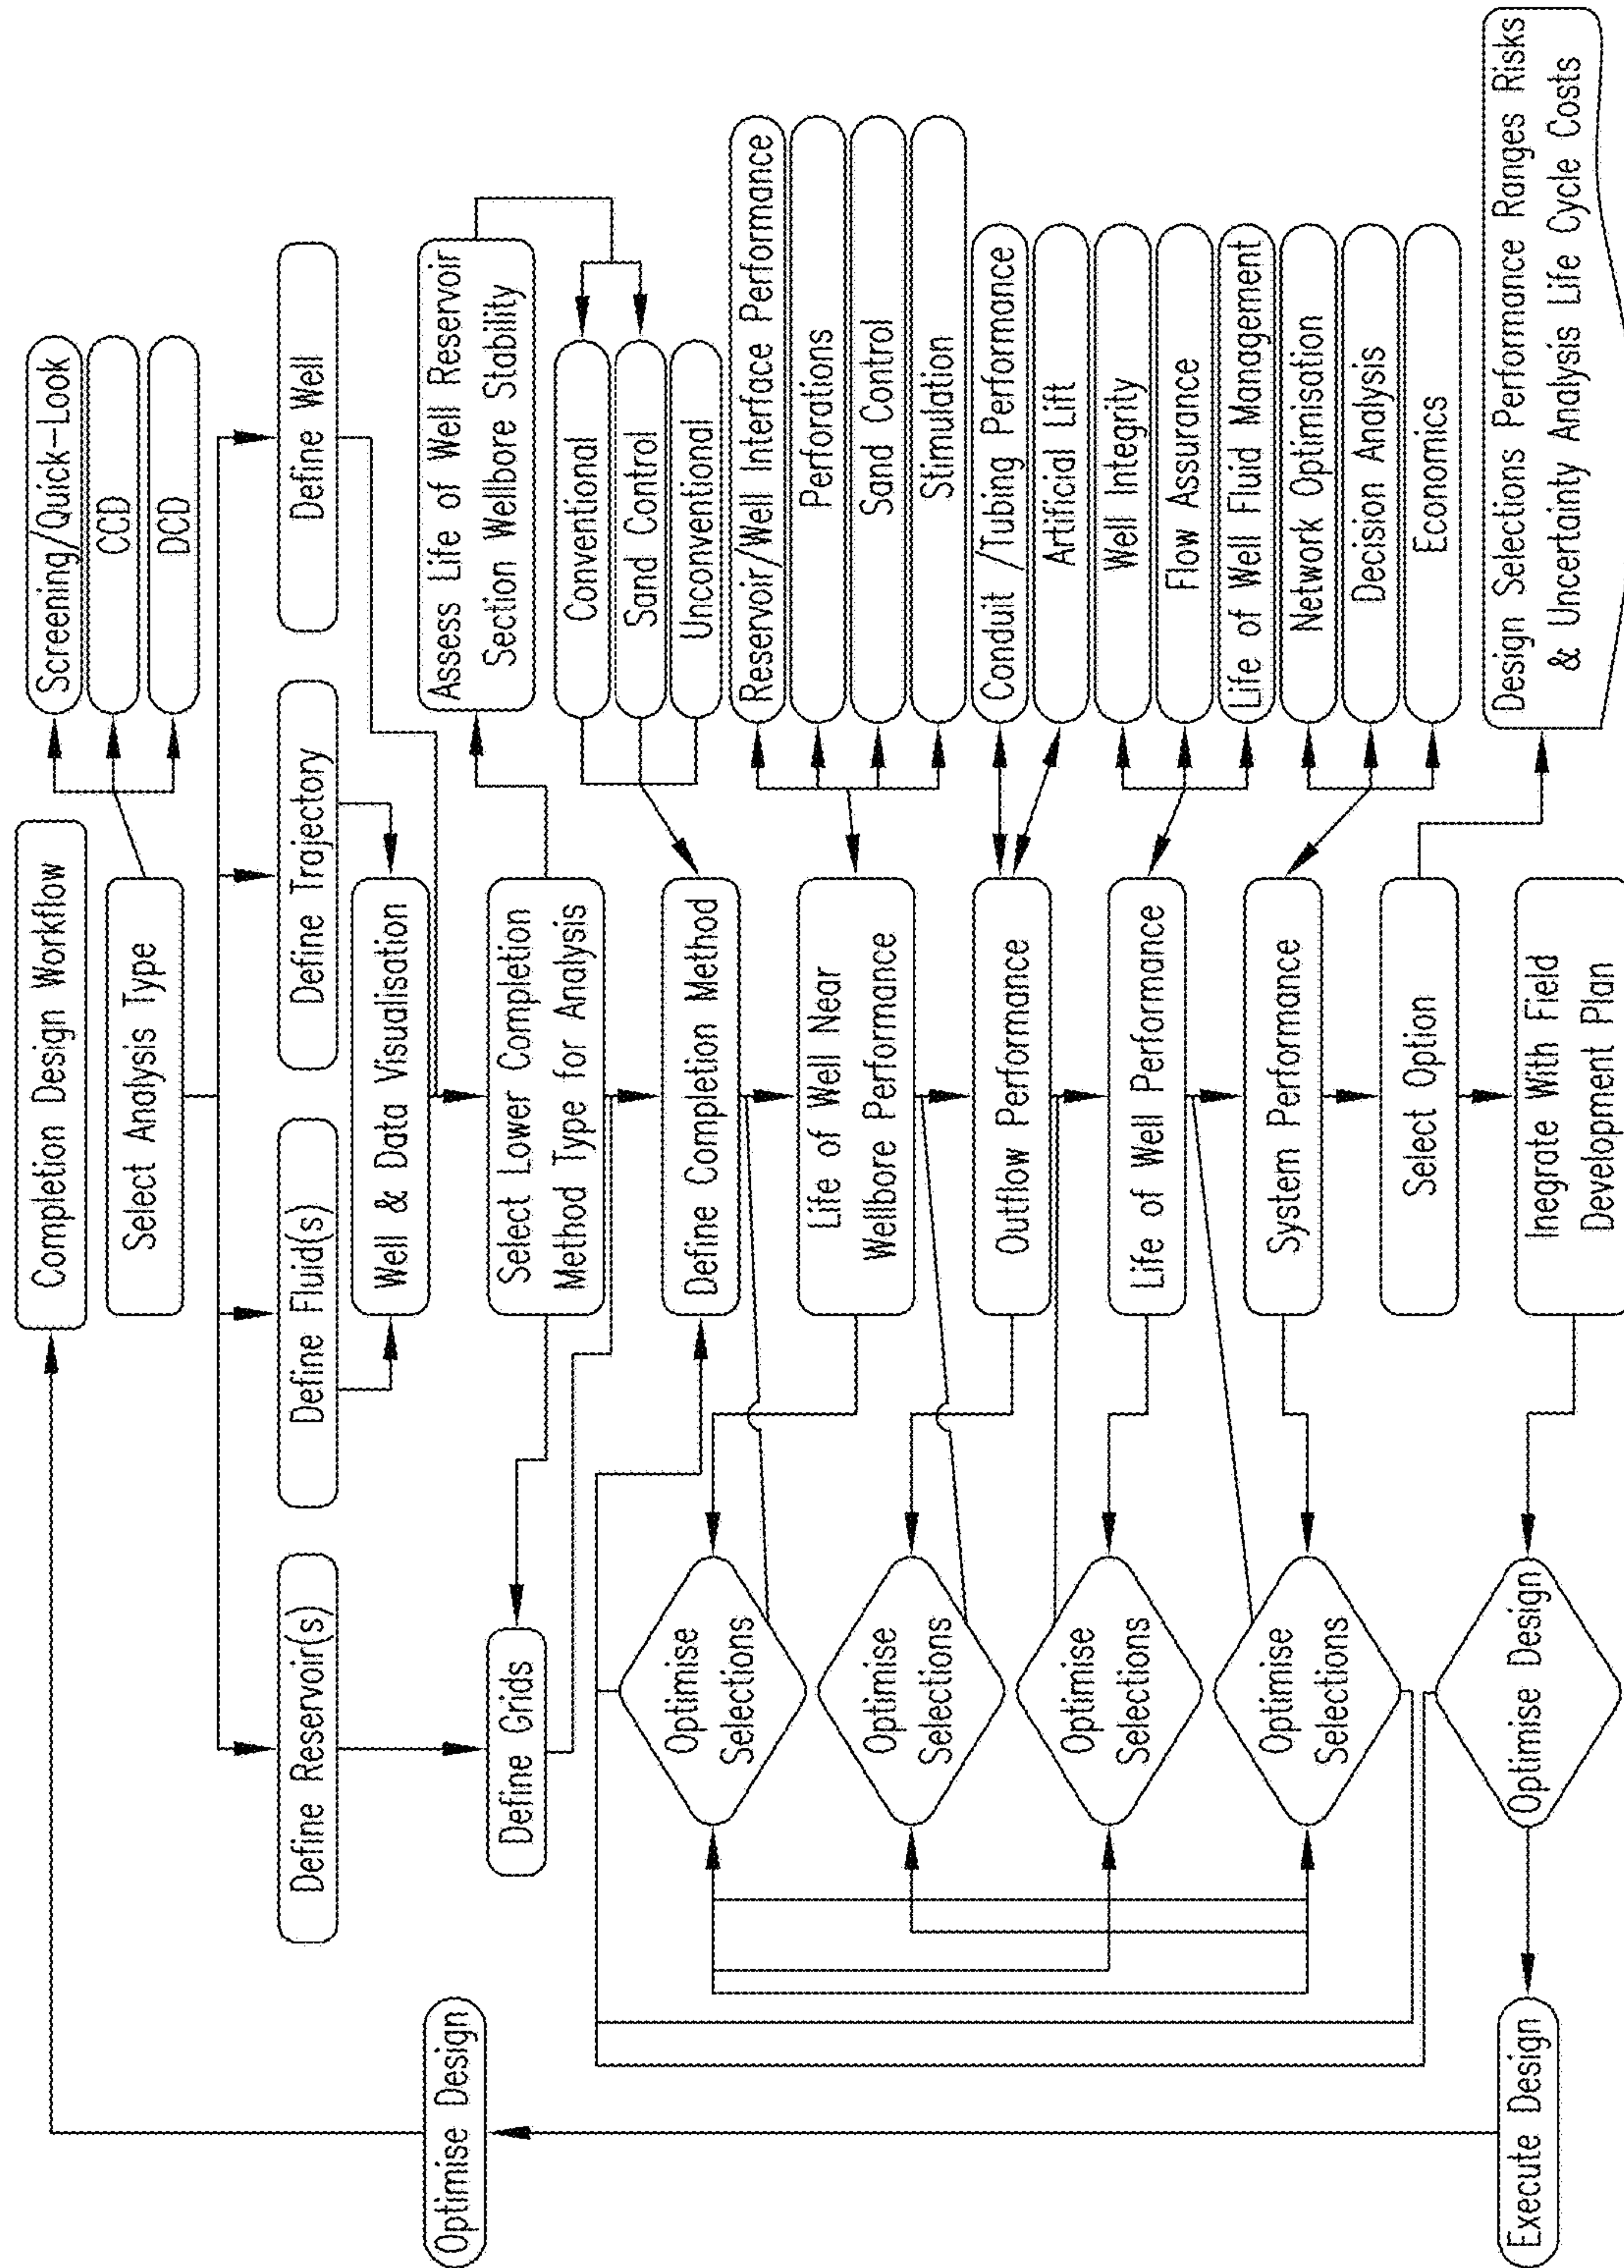 Completion Design Workflow
Select Analysis Type
Screening/Quick-Look
CCD
DCD
Define Reservoir(s)
Define Fluid(s)
Define Trajectory
Define Well
Well & Data Visualisation
Optimise Design
Define Grids
Select Lower Completion
Method Type for Analysis
Assess Life of Well Reservoir
Section Wellbore Stability
Conventional
Sand Control
Unconventional
Define Completion Method
Optimise
Selections
Life of Well Near
Wellbore Performance
Reservoir/Well Interface Performance
Perforations
Sand Control
Stimulation
Optimise
Selections
Outflow Performance
Conduit /Tubing Performance
Artificial Lift
Optimise
Selections
Life of Well Performance
Well Integrity
Flow Assurance
Life of Well Fluid Management
Optimise
Selections
System Performance
Network Optimisation
Decision Analysis
Economics
Select Option
Design Selections Performance Ranges Risks
& Uncertainty Analysis Life Cycle Costs
Execute Design
Optimise Design
Inegrate With Field
Development Plan